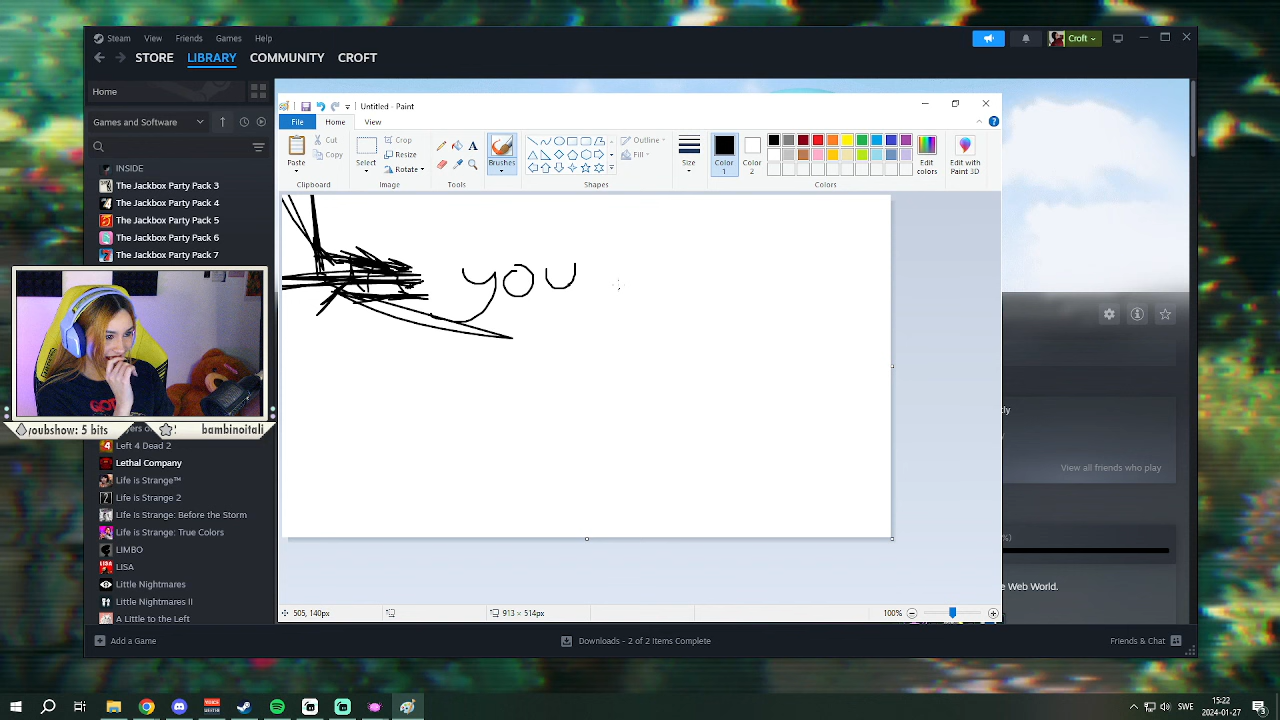 Steam View Friends Games Help
Croft
STORE LIBRARY COMMUNITY CROFT
Home
Games and Software
INSIDE
The Jackbox Party Pack 3
The Jackbox Party Pack 4
The Jackbox Party Pack 5
The Jackbox Party Pack 6
The Jackbox Party Pack 7
Left 4 Dead 2
Lethal Company
Life is Strange™
Life is Strange 2
Life is Strange: Before the Storm
Life is Strange: True Colors
LIMBO
LISA
Little Nightmares
Little Nightmares II
A Little to the Left
Untitled - Paint
File Home View
Paste
Cut
Copy
Clipboard
Select
Crop
Resize
Rotate
Image
A
Tools
Brushes
Outline
Fill
Shapes
Size
Color 1
Color 2
Edit colors
Edit with Paint 3D
Colors
you
505, 140px
913 × 514px
100%
View all friends who play
%)
e Web World.
youbshow: 5 bits
bambinoitali
Add a Game
Downloads - 2 of 2 Items Complete
Friends & Chat
SWE
15:22
2024-01-27